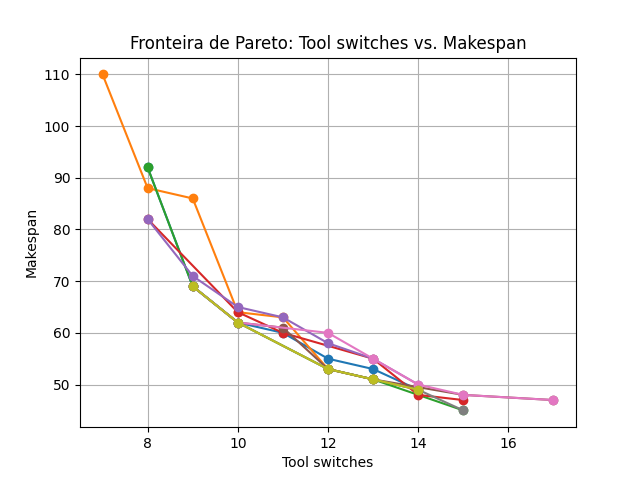 Fronteira de Pareto: Tool switches vs. Makespan
110
100
90
80
70
60
50
Makespan
8 10 12 14 16
Tool switches